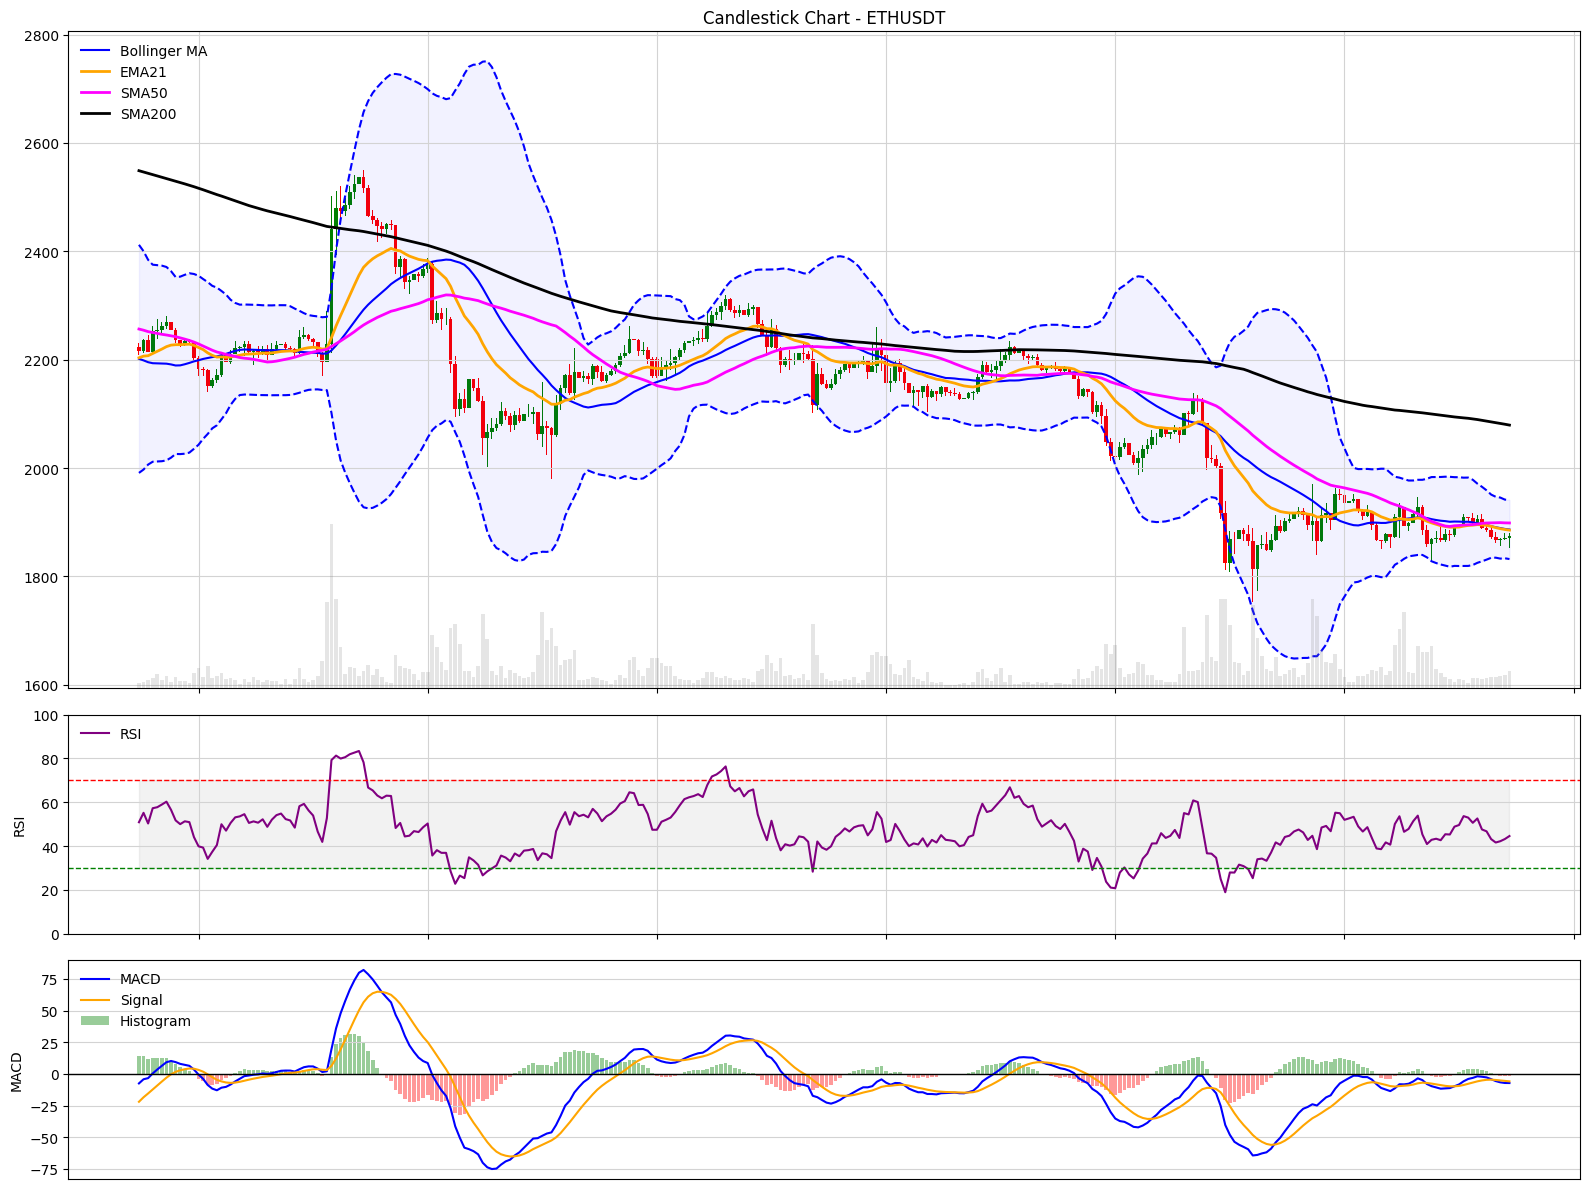 Candlestick Chart - ETHUSDT
2800
2600
2400
2200
2000
1800
1600
Bollinger MA
EMA21
SMA50
SMA200
100
80
60
40
20
0
RSI
RSI
75
50
25
0
−25
−50
−75
MACD
MACD
Signal
Histogram